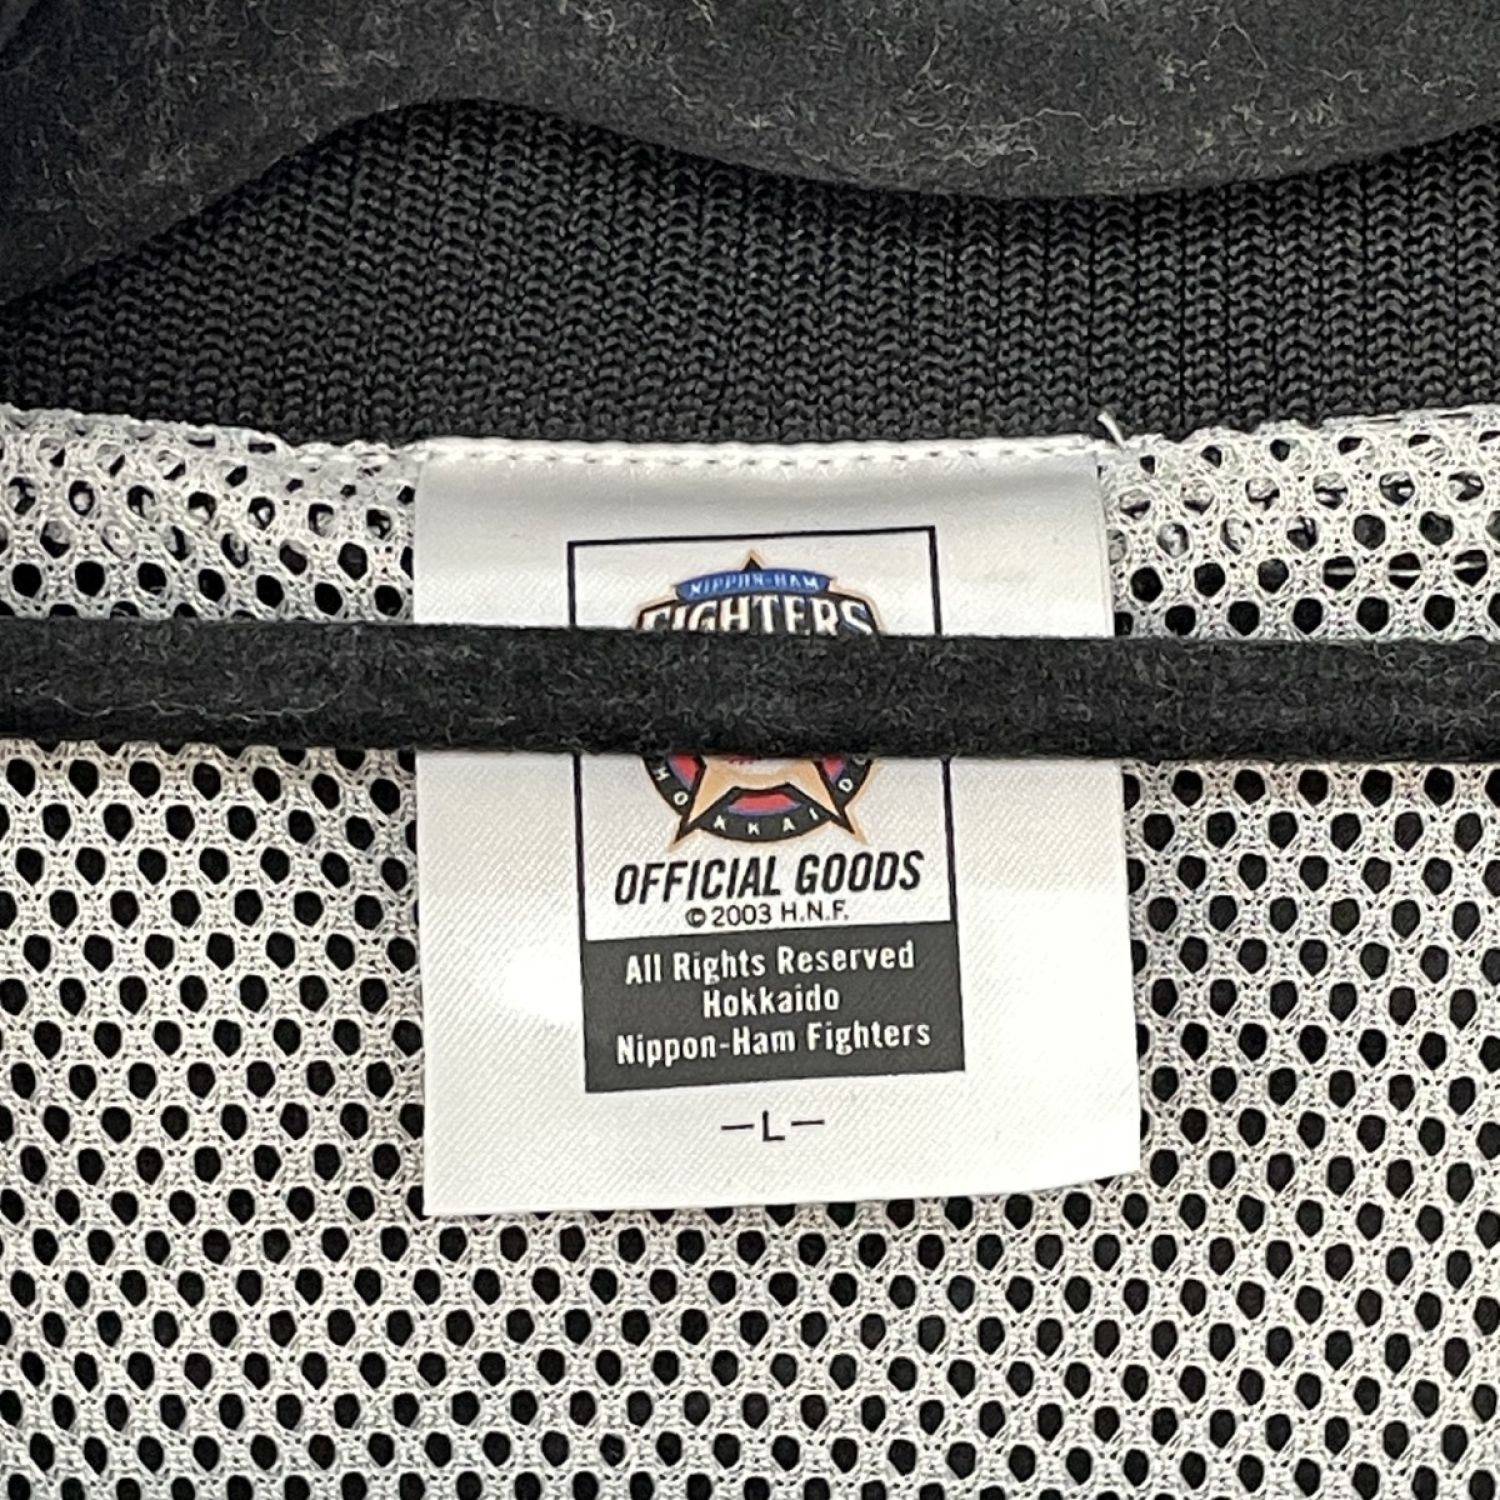 NIPPON-HAM
FIGHTERS
HOKKAIDO
OFFICIAL GOODS
© 2003 H.N.F.
All Rights Reserved
Hokkaido
Nippon-Ham Fighters
—L—